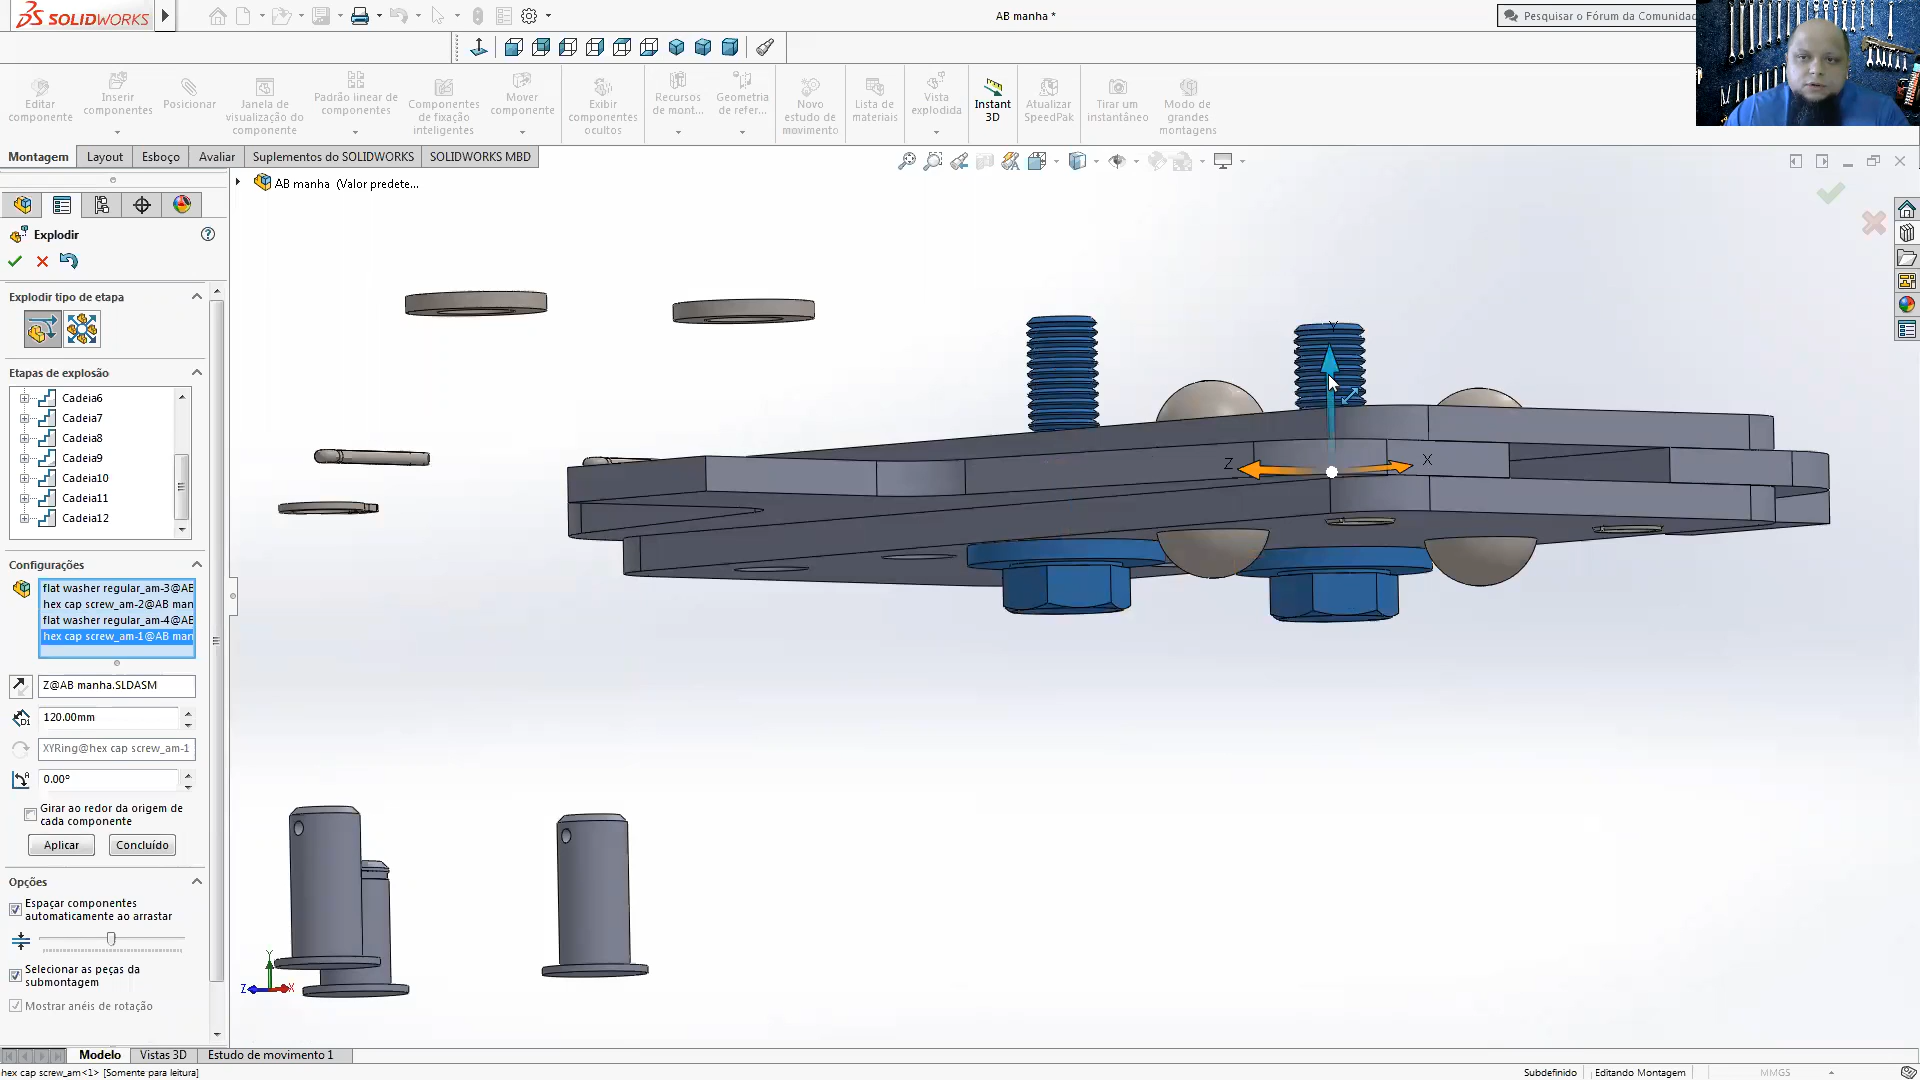 SOLIDWORKS
AB manha *
Pesquisar o Fórum da Comunidad
Editar componente
Inserir componentes
Posicionar
Janela de visualização do componente
Padrão linear de componentes
Componentes de fixação inteligentes
Mover componente
Exibir componentes ocultos
Recursos de mont...
Geometria de refer...
Novo estudo de movimento
Lista de materiais
Vista explodida
Instant 3D
Atualizar SpeedPak
Tirar um instantâneo
Modo de grandes montagens
Montagem
Layout
Esboço
Avaliar
Suplementos do SOLIDWORKS
SOLIDWORKS MBD
AB manha (Valor predete...
Explodir
Explodir tipo de etapa
Etapas de explosão
Cadeia6
Cadeia7
Cadeia8
Cadeia9
Cadeia10
Cadeia11
Cadeia12
Configurações
flat washer regular_am-3@AB
hex cap screw_am-2@AB man
flat washer regular_am-4@AB
hex cap screw_am-1@AB man
Z@AB manha.SLDASM
120.00mm
XYRing@hex cap screw_am-1
0.00°
Girar ao redor da origem de
cada componente
Aplicar
Concluído
Opções
Espaçar componentes
automaticamente ao arrastar
Selecionar as peças da
submontagem
Mostrar anéis de rotação
Y
Z
X
Y
Z
X
Modelo
Vistas 3D
Estudo de movimento 1
hex cap screw_am<1> [Somente para leitura]
Subdefinido
Editando Montagem
MMGS